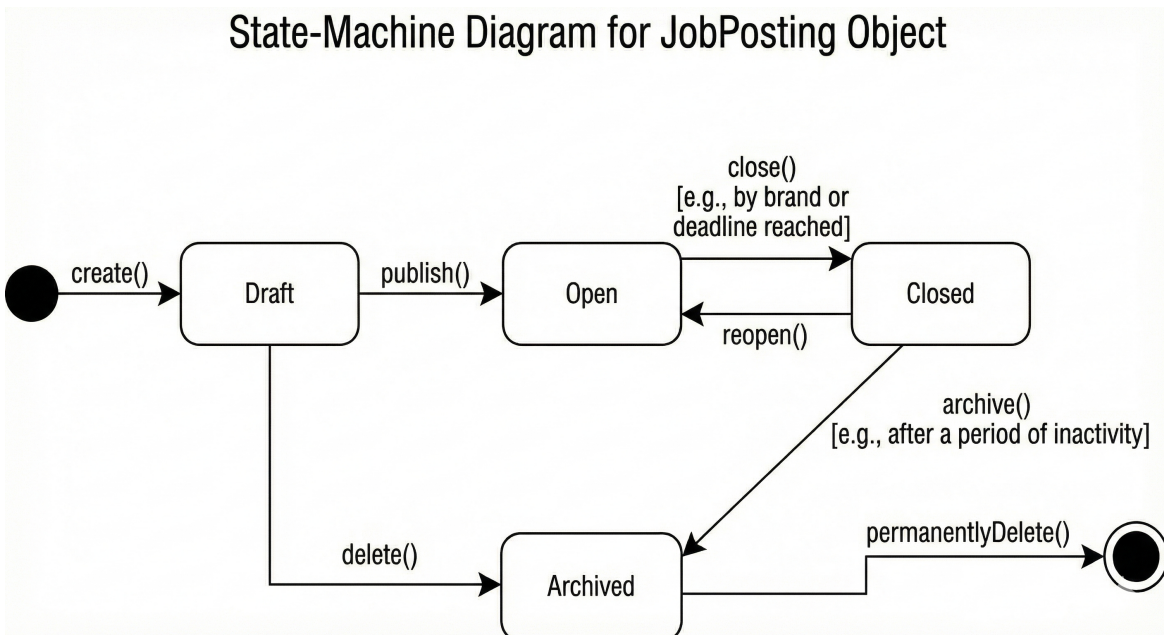 State-Machine Diagram for JobPosting Object
close()
[e.g., by brand or
deadline reached]
create()
Draft
publish()
Open
Closed
reopen()
archive()
[e.g., after a period of inactivity]
permanentlyDelete()
delete()
Archived